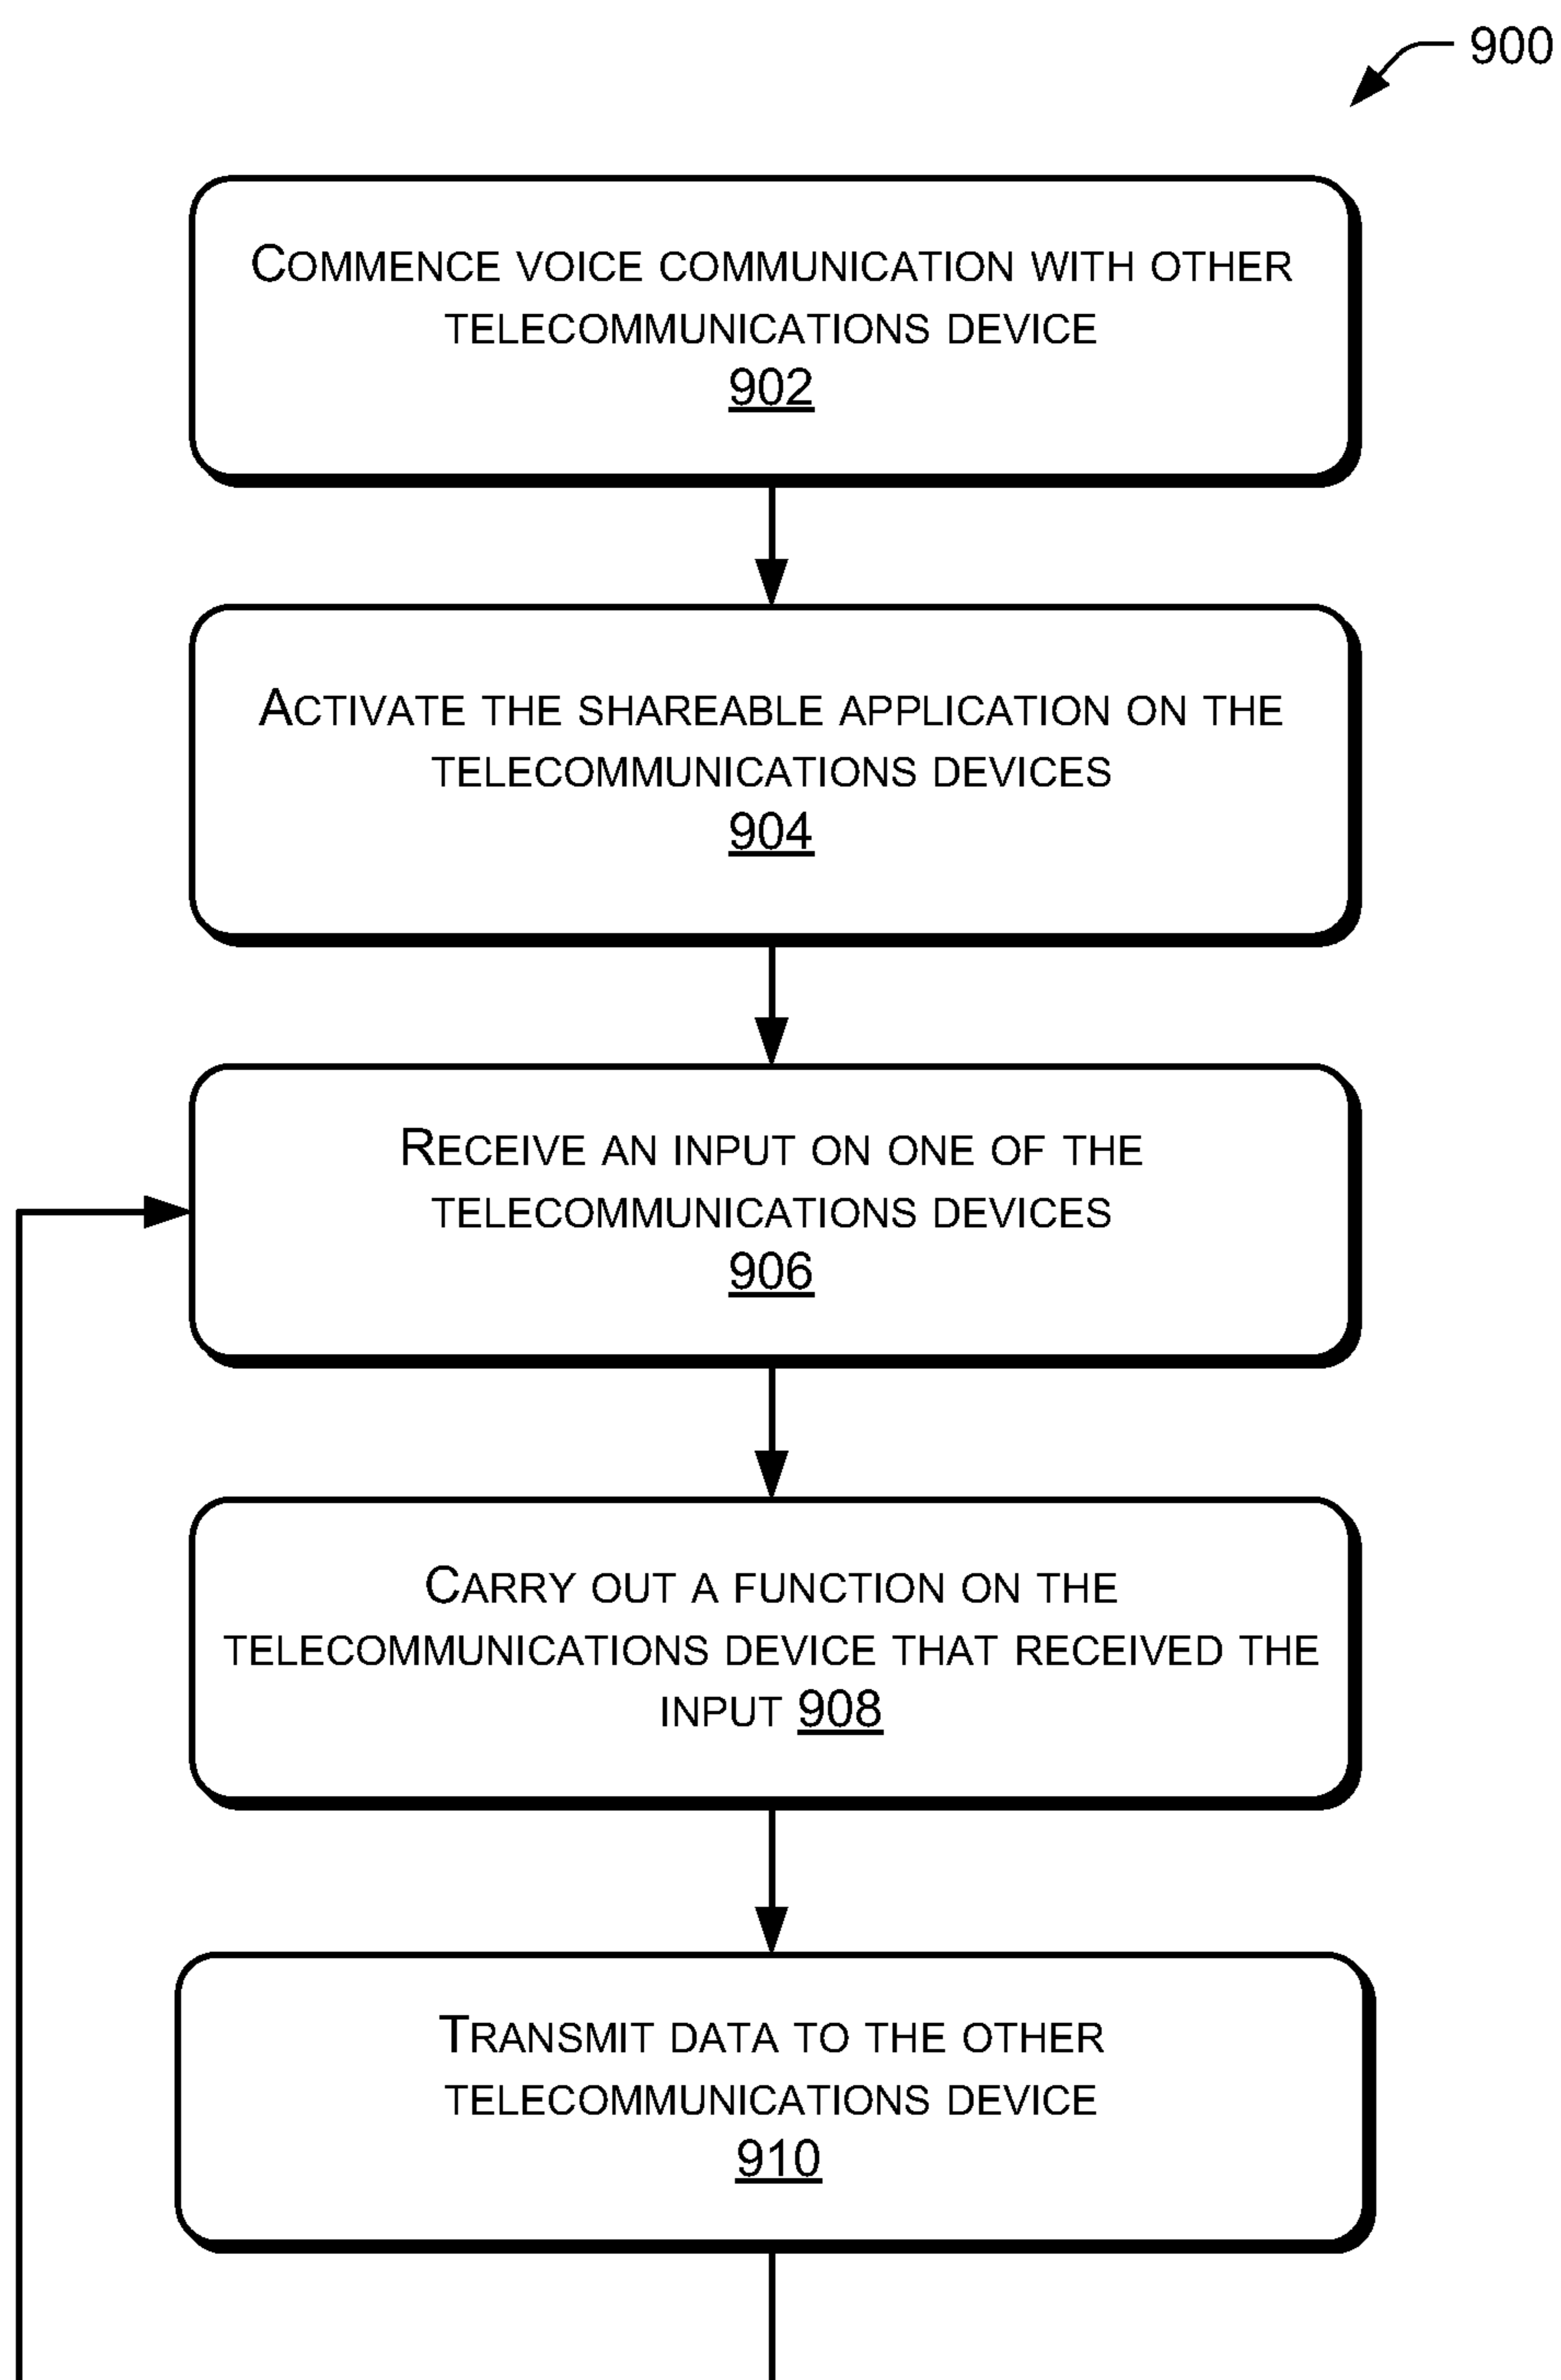 900
COMMENCE VOICE COMMUNICATION WITH OTHER
TELECOMMUNICATIONS DEVICE
902
ACTIVATE THE SHAREABLE APPLICATION ON THE
TELECOMMUNICATIONS DEVICES
904
RECEIVE AN INPUT ON ONE OF THE
TELECOMMUNICATIONS DEVICES
906
CARRY OUT A FUNCTION ON THE
TELECOMMUNICATIONS DEVICE THAT RECEIVED THE
INPUT 908
TRANSMIT DATA TO THE OTHER
TELECOMMUNICATIONS DEVICE
910